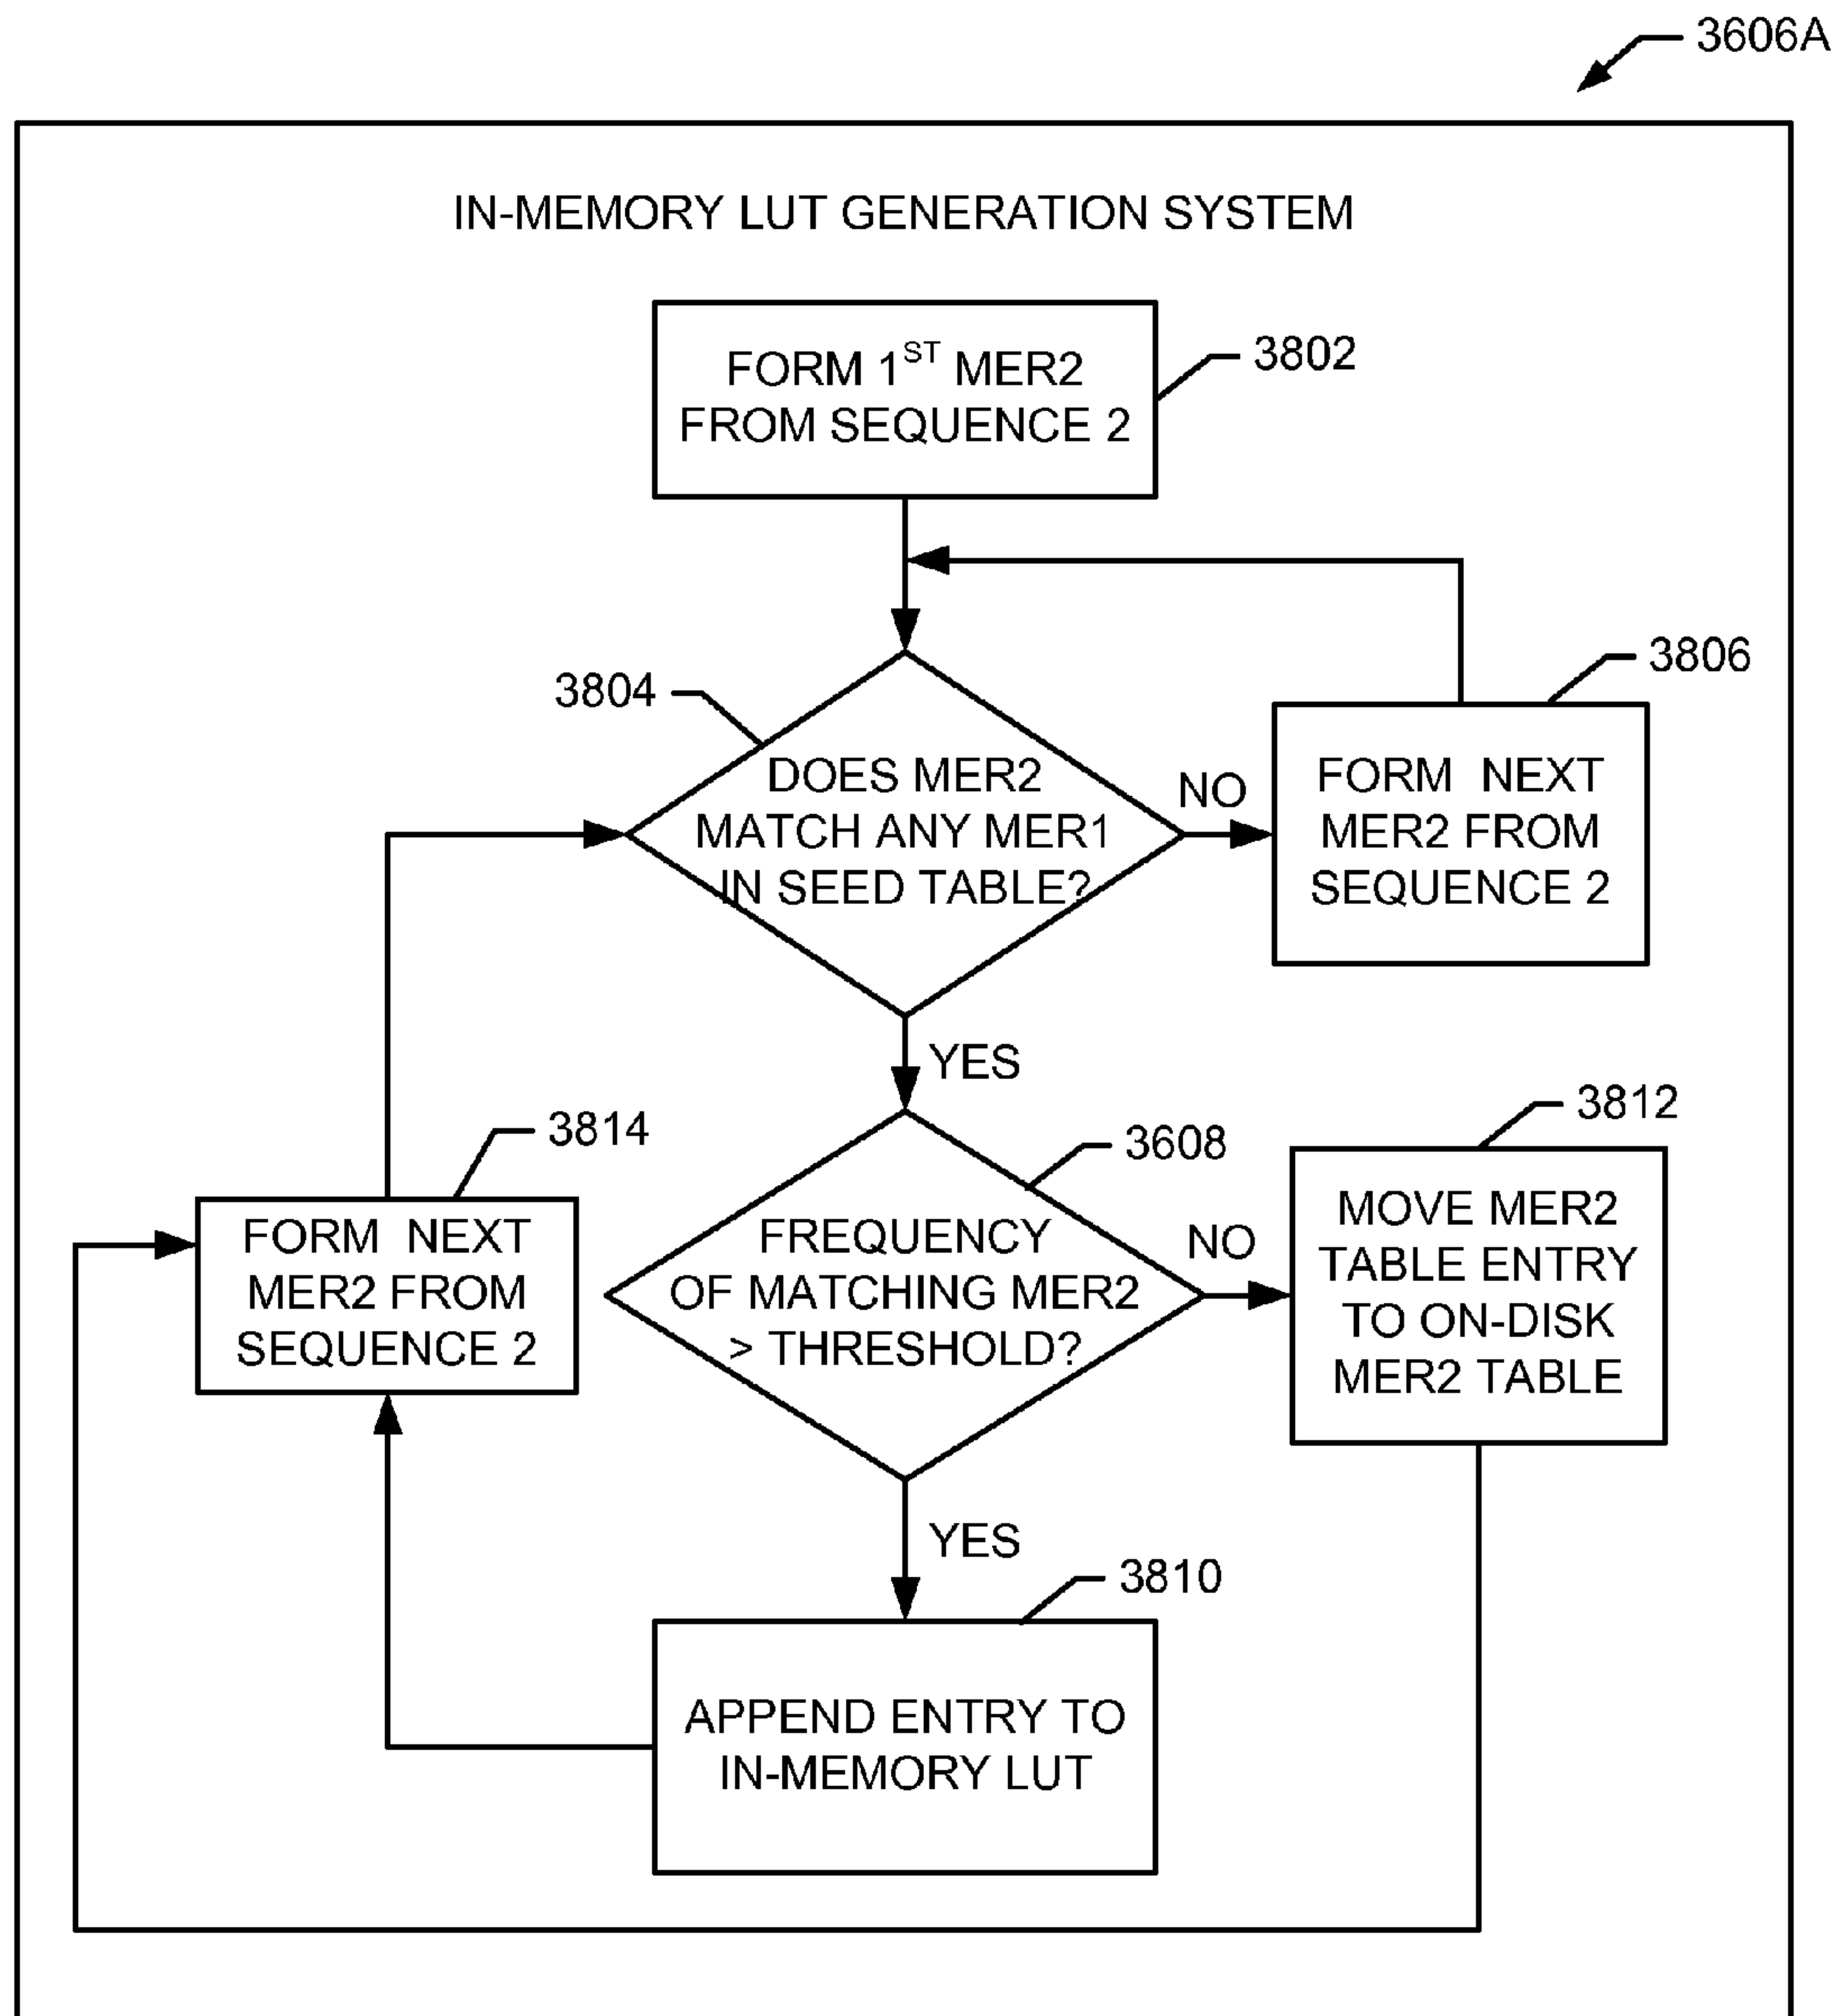 3606A
IN-MEMORY LUT GENERATION SYSTEM
FORM 1ST MER2
FROM SEQUENCE 2
3802
3804
DOES MER2
MATCH ANY MER1
IN SEED TABLE?
NO
3806
FORM NEXT
MER2 FROM
SEQUENCE 2
YES
3814
FORM NEXT
MER2 FROM
SEQUENCE 2
3608
FREQUENCY
OF MATCHING MER2
> THRESHOLD?
NO
3812
MOVE MER2
TABLE ENTRY
TO ON-DISK
MER2 TABLE
YES
3810
APPEND ENTRY TO
IN-MEMORY LUT